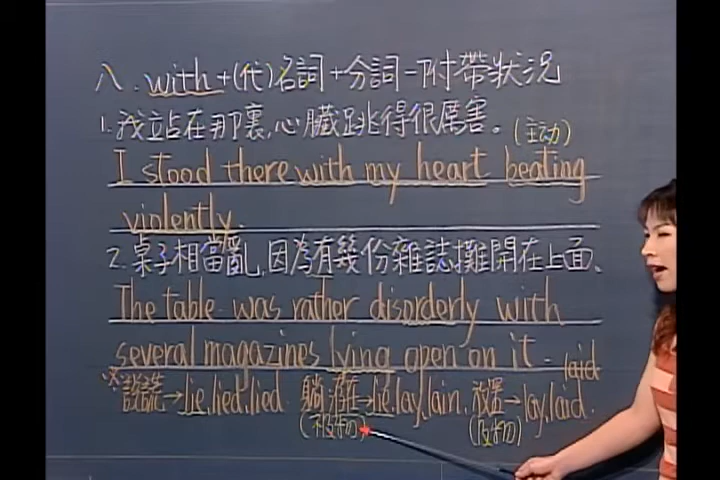 八. with+(代)名詞+分詞-附帶狀況
1. 我立站在那裏,心臟跳得很厲害。(主动)
I stood there with my heart beating
violently.
2. 桌子相當亂,因為有幾份雜誌攤開在上面、
The table was rather disorderly with
several magazines lying open on it - laid
※ 說謊→lie,lied,lied 躺,存在→lie,lay,lain, 放置→lay,laid.
(不及物) (及物)